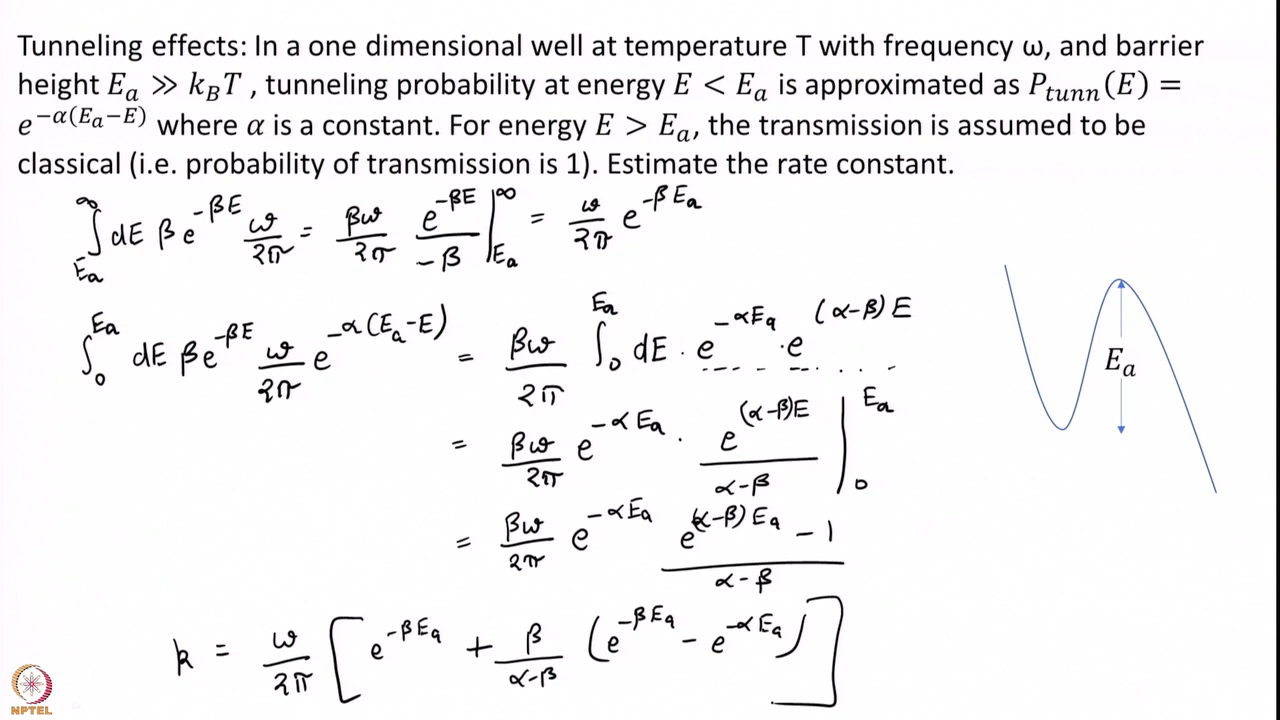 Tunneling effects: In a one dimensional well at temperature T with frequency ω, and barrier
height E_a ≫ k_BT , tunneling probability at energy E < E_a is approximated as P_tunn(E) =
e^{-α(E_a-E)} where α is a constant. For energy E > E_a, the transmission is assumed to be
classical (i.e. probability of transmission is 1). Estimate the rate constant.
∫_{E_a}^{∞} dE β e^{-βE} ω/2π = βω/2π e^{-βE}/-β |_{E_a}^{∞} = ω/2π e^{-βE_a}
∫_0^{E_a} dE β e^{-βE} ω/2π e^{-α(E_a-E)} = βω/2π ∫_0^{E_a} dE · e^{-αE_a} · e^{(α-β)E}
E_a
= βω/2π e^{-αE_a} · e^{(α-β)E}/α-β |_0^{E_a}
= βω/2π e^{-αE_a} e^{(α-β)E_a} - 1/α-β
k = ω/2π [ e^{-βE_a} + β/α-β (e^{-βE_a} - e^{-αE_a}) ]
NPTEL